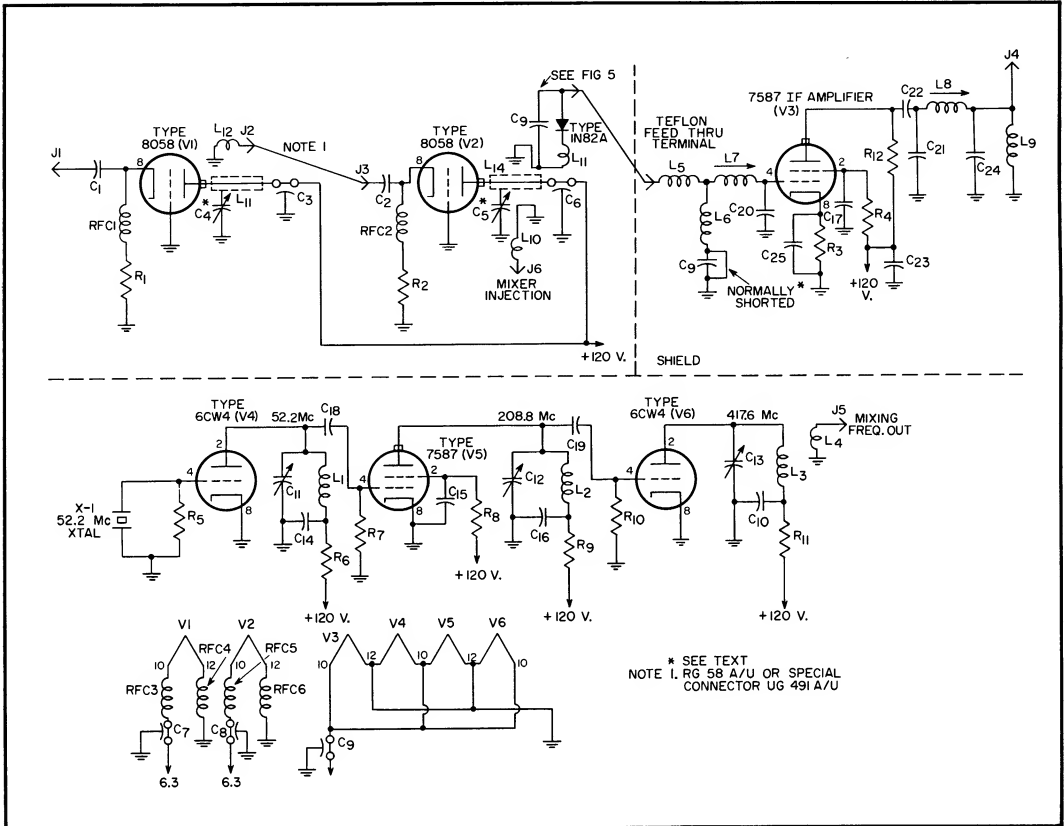 SEE FIG 5
J4
7587 IF AMPLIFIER
(V3)
C22
L8
TYPE
8058 (V1)
L12
J2
NOTE 1
TYPE
8058 (V2)
C9
TYPE
IN82A
L11
TEFLON
FEED THRU
TERMINAL
J1
C1
8
J3
8
C2
L14
L5
L7
4
2
8
R12
C21
C24
L9
RFC1
*
C4
L11
C3
RFC2
*
C5
C6
L6
C20
C17
R4
C25
R3
C23
R1
R2
L10
J6
MIXER
INJECTION
C9
NORMALLY *
SHORTED
+120
V.
+120 V.
SHIELD
TYPE
6CW4 (V4)
52.2Mc
C18
208.8 Mc
TYPE
6CW4 (V6)
417.6 Mc
J5
MIXING
FREQ. OUT
L4
2
4
8
TYPE
7587 (V5)
C19
2
4
8
2
4
8
X-1
52.2 Mc
XTAL
R5
C11
L1
C14
R6
R7
C15
R8
C12
L2
C16
R9
R10
C13
L3
C10
R11
+120 V.
+120 V.
+120 V.
+120 V.
V1
V2
V3
V4
V5
V6
RFC4
RFC5
10
12
10
12
10
12
10
12
10
RFC3
RFC6
C7
C8
C9
6.3
6.3
* SEE TEXT
NOTE 1. RG 58 A/U OR SPECIAL
CONNECTOR UG 491 A/U